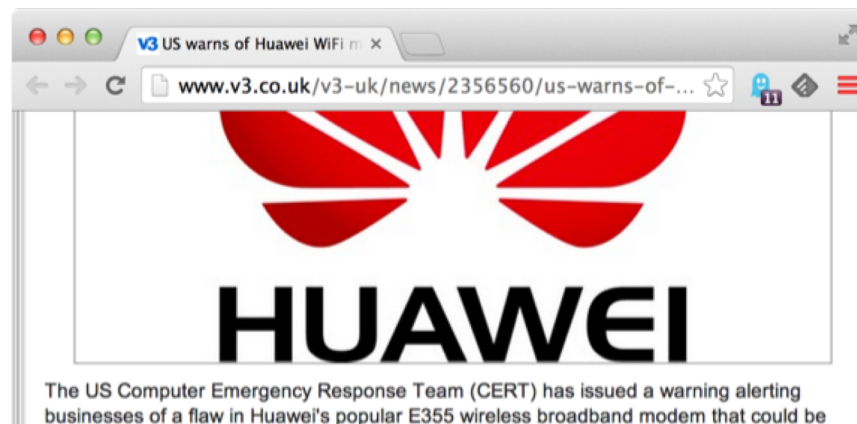 V3 US warns of Huawei WiFi m
www.v3.co.uk/v3-uk/news/2356560/us-warns-of-...
11
HUAWEI
The US Computer Emergency Response Team (CERT) has issued a warning alerting
businesses of a flaw in Huawei's popular E355 wireless broadband modem that could be